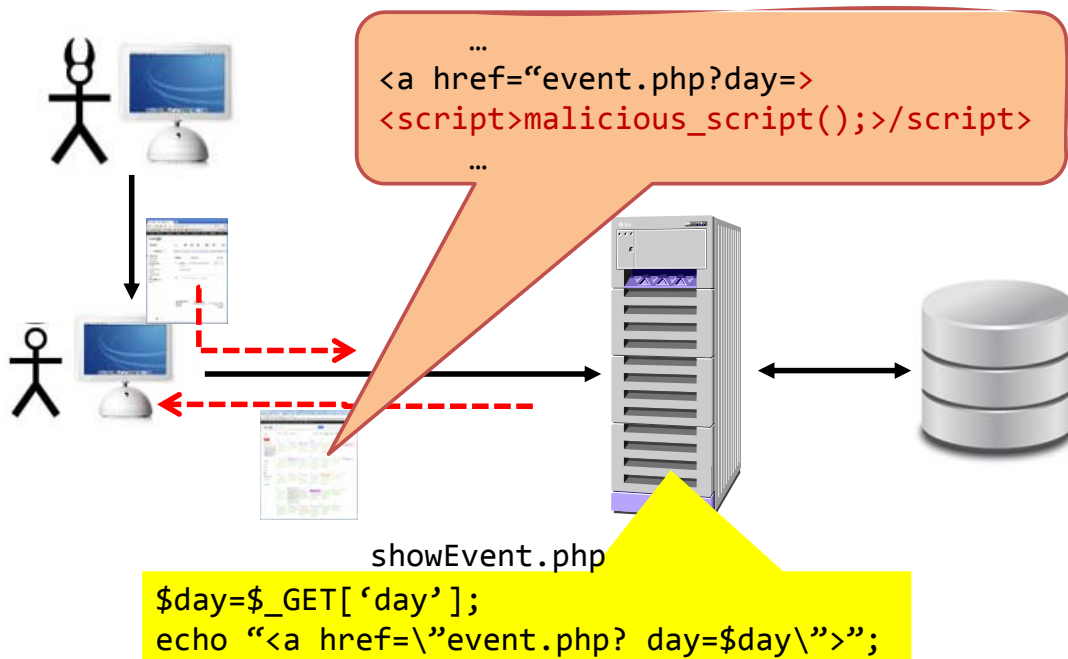 …
<a href=“event.php?day=>
<script>malicious_script();>/script>
…
showEvent.php
$day=$_GET[‘day’];
echo “<a href=\”event.php? day=$day\”>”;